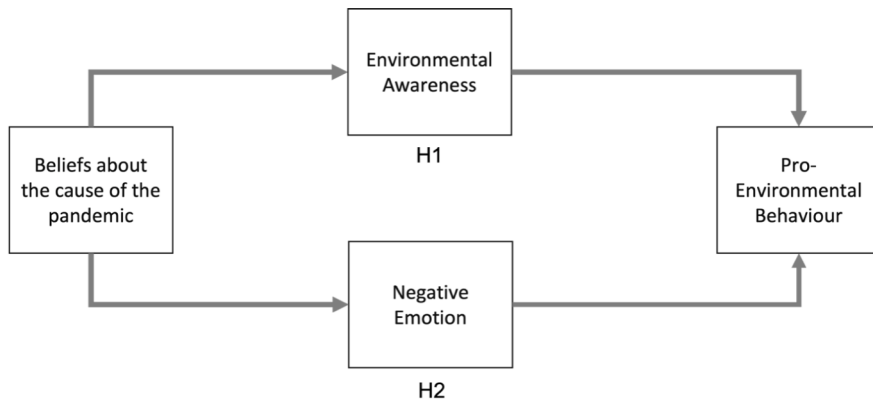 Environmental
Awareness
H1
Beliefs about
the cause of the
pandemic
Pro-
Environmental
Behaviour
Negative
Emotion
H2